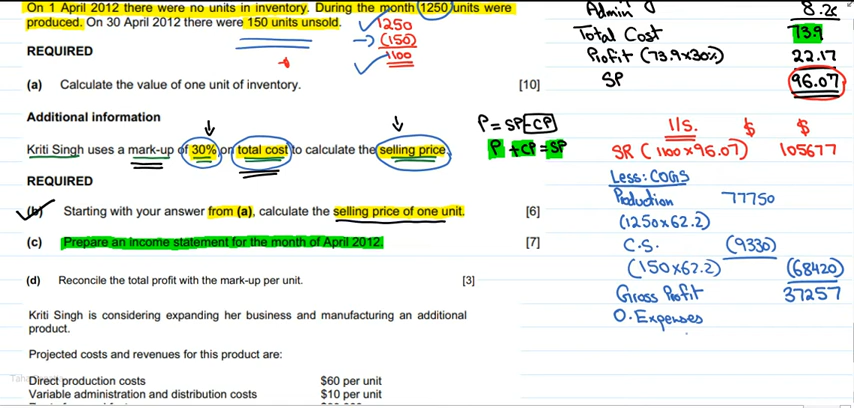 On 1 April 2012 there were no units in inventory. During the month 1250 units were
produced. On 30 April 2012 there were 150 units unsold.
1250
(150)
1100
REQUIRED
(a) Calculate the value of one unit of inventory. [10]
Additional information
Kriti Singh uses a mark-up of 30% on total cost to calculate the selling price.
REQUIRED
(b) Starting with your answer from (a), calculate the selling price of one unit. [6]
(c) Prepare an income statement for the month of April 2012. [7]
(d) Reconcile the total profit with the mark-up per unit. [3]
Kriti Singh is considering expanding her business and manufacturing an additional
product.
Projected costs and revenues for this product are:
Direct production costs $60 per unit
Variable administration and distribution costs $10 per unit
Admin 8.26
Total Cost 73.9
Profit (73.9x30%) 22.17
SP 96.07
P = SP - CP
P + CP = SP
I/S. $ $
SR (1100 x 96.07) 105677
Less: COGS
Production 77750
(1250x62.2)
C.S. (9330)
(150x62.2) (68420)
Gross Profit 37257
O. Expenses